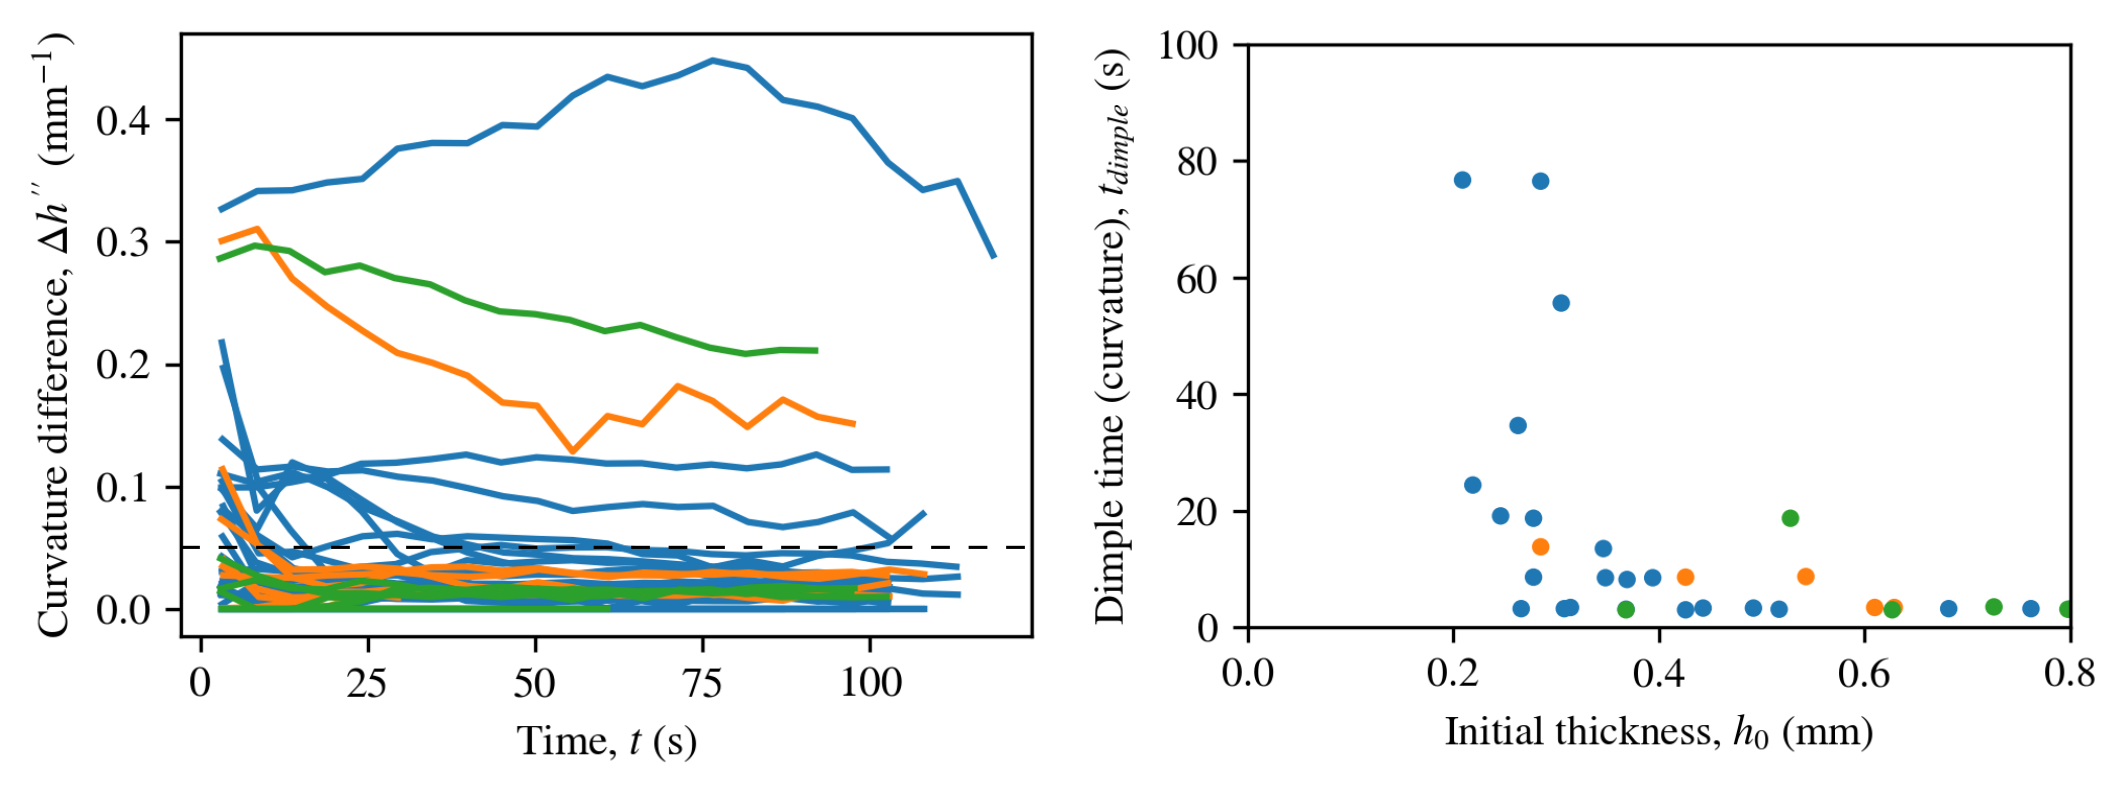 Curvature difference, Δh′′ (mm⁻¹)
0.4
0.3
0.2
0.1
0.0
0 25 50 75 100
Time, t (s)
Dimple time (curvature), t_dimple (s)
100
80
60
40
20
0
0.0 0.2 0.4 0.6 0.8
Initial thickness, h₀ (mm)